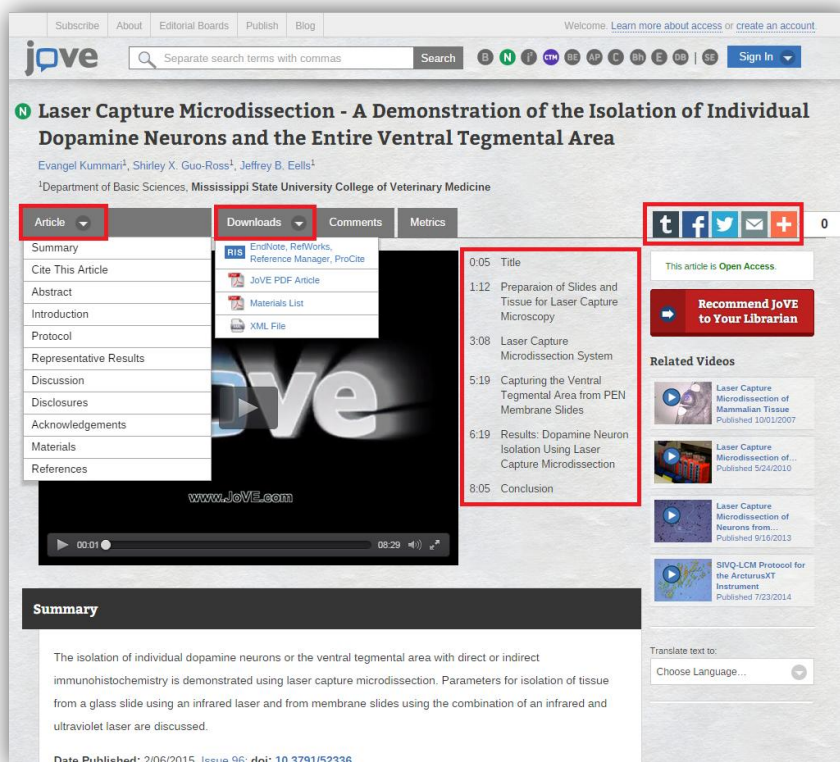 Subscribe About Editorial Boards Publish Blog Welcome. Learn more about access or create an account.
jove Separate search terms with commas Search B N CTM BE AP C Bh E DB | SE Sign In
N Laser Capture Microdissection - A Demonstration of the Isolation of Individual
Dopamine Neurons and the Entire Ventral Tegmental Area
Evangel Kummari1, Shirley X. Guo-Ross1, Jeffrey B. Eells1
1Department of Basic Sciences, Mississippi State University College of Veterinary Medicine
Article Downloads Comments Metrics
Summary
Cite This Article
Abstract
Introduction
Protocol
Representative Results
Discussion
Disclosures
Acknowledgements
Materials
References
RIS EndNote, RefWorks,
Reference Manager, ProCite
JoVE PDF Article
Materials List
XML File
www.JoVE.com
00:01 08:29
0:05 Title
1:12 Preparaion of Slides and
Tissue for Laser Capture
Microscopy
3:08 Laser Capture
Microdissection System
5:19 Capturing the Ventral
Tegmental Area from PEN
Membrane Slides
6:19 Results: Dopamine Neuron
Isolation Using Laser
Capture Microdissection
8:05 Conclusion
t f + 0
This article is Open Access.
Recommend JoVE
to Your Librarian
Related Videos
Laser Capture
Microdissection of
Mammalian Tissue
Published 10/01/2007
Laser Capture
Microdissection of...
Published 5/24/2010
Laser Capture
Microdissection of
Neurons from...
Published 9/16/2013
SIVQ-LCM Protocol for
the ArcturusXT
Instrument
Published 7/23/2014
Translate text to:
Choose Language...
Summary
The isolation of individual dopamine neurons or the ventral tegmental area with direct or indirect
immunohistochemistry is demonstrated using laser capture microdissection. Parameters for isolation of tissue
from a glass slide using an infrared laser and from membrane slides using the combination of an infrared and
ultraviolet laser are discussed.
Date Published: 2/06/2015, Issue 96; doi: 10.3791/52336